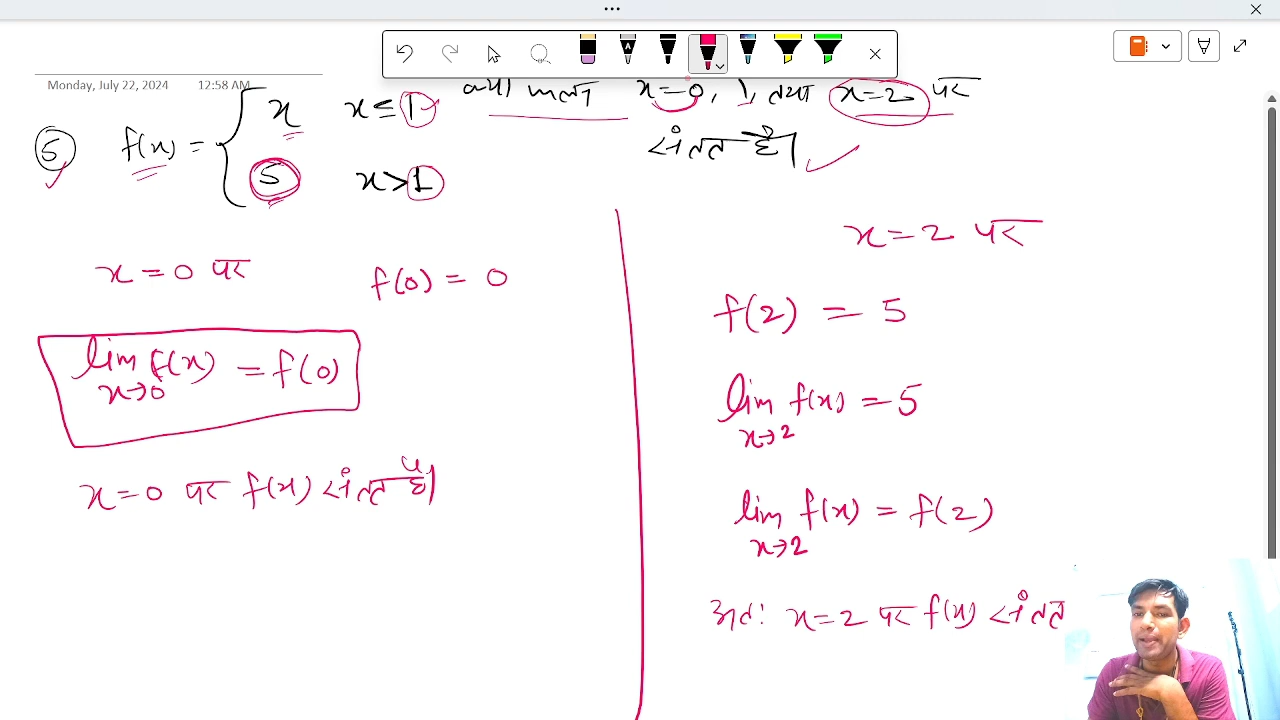 Monday, July 22, 2024 12:58 AM
⑤ f(x) = { x x ≤ 1
5 x > 1
क्या फलन x=0, 1, तथा x=2 पर
संतत है।
x = 0 पर f(0) = 0
lim x→0 f(x) = f(0)
x=0 पर f(x) संतत है।
x = 2 पर
f(2) = 5
lim x→2 f(x) = 5
lim x→2 f(x) = f(2)
अतः x=2 पर f(x) संतत